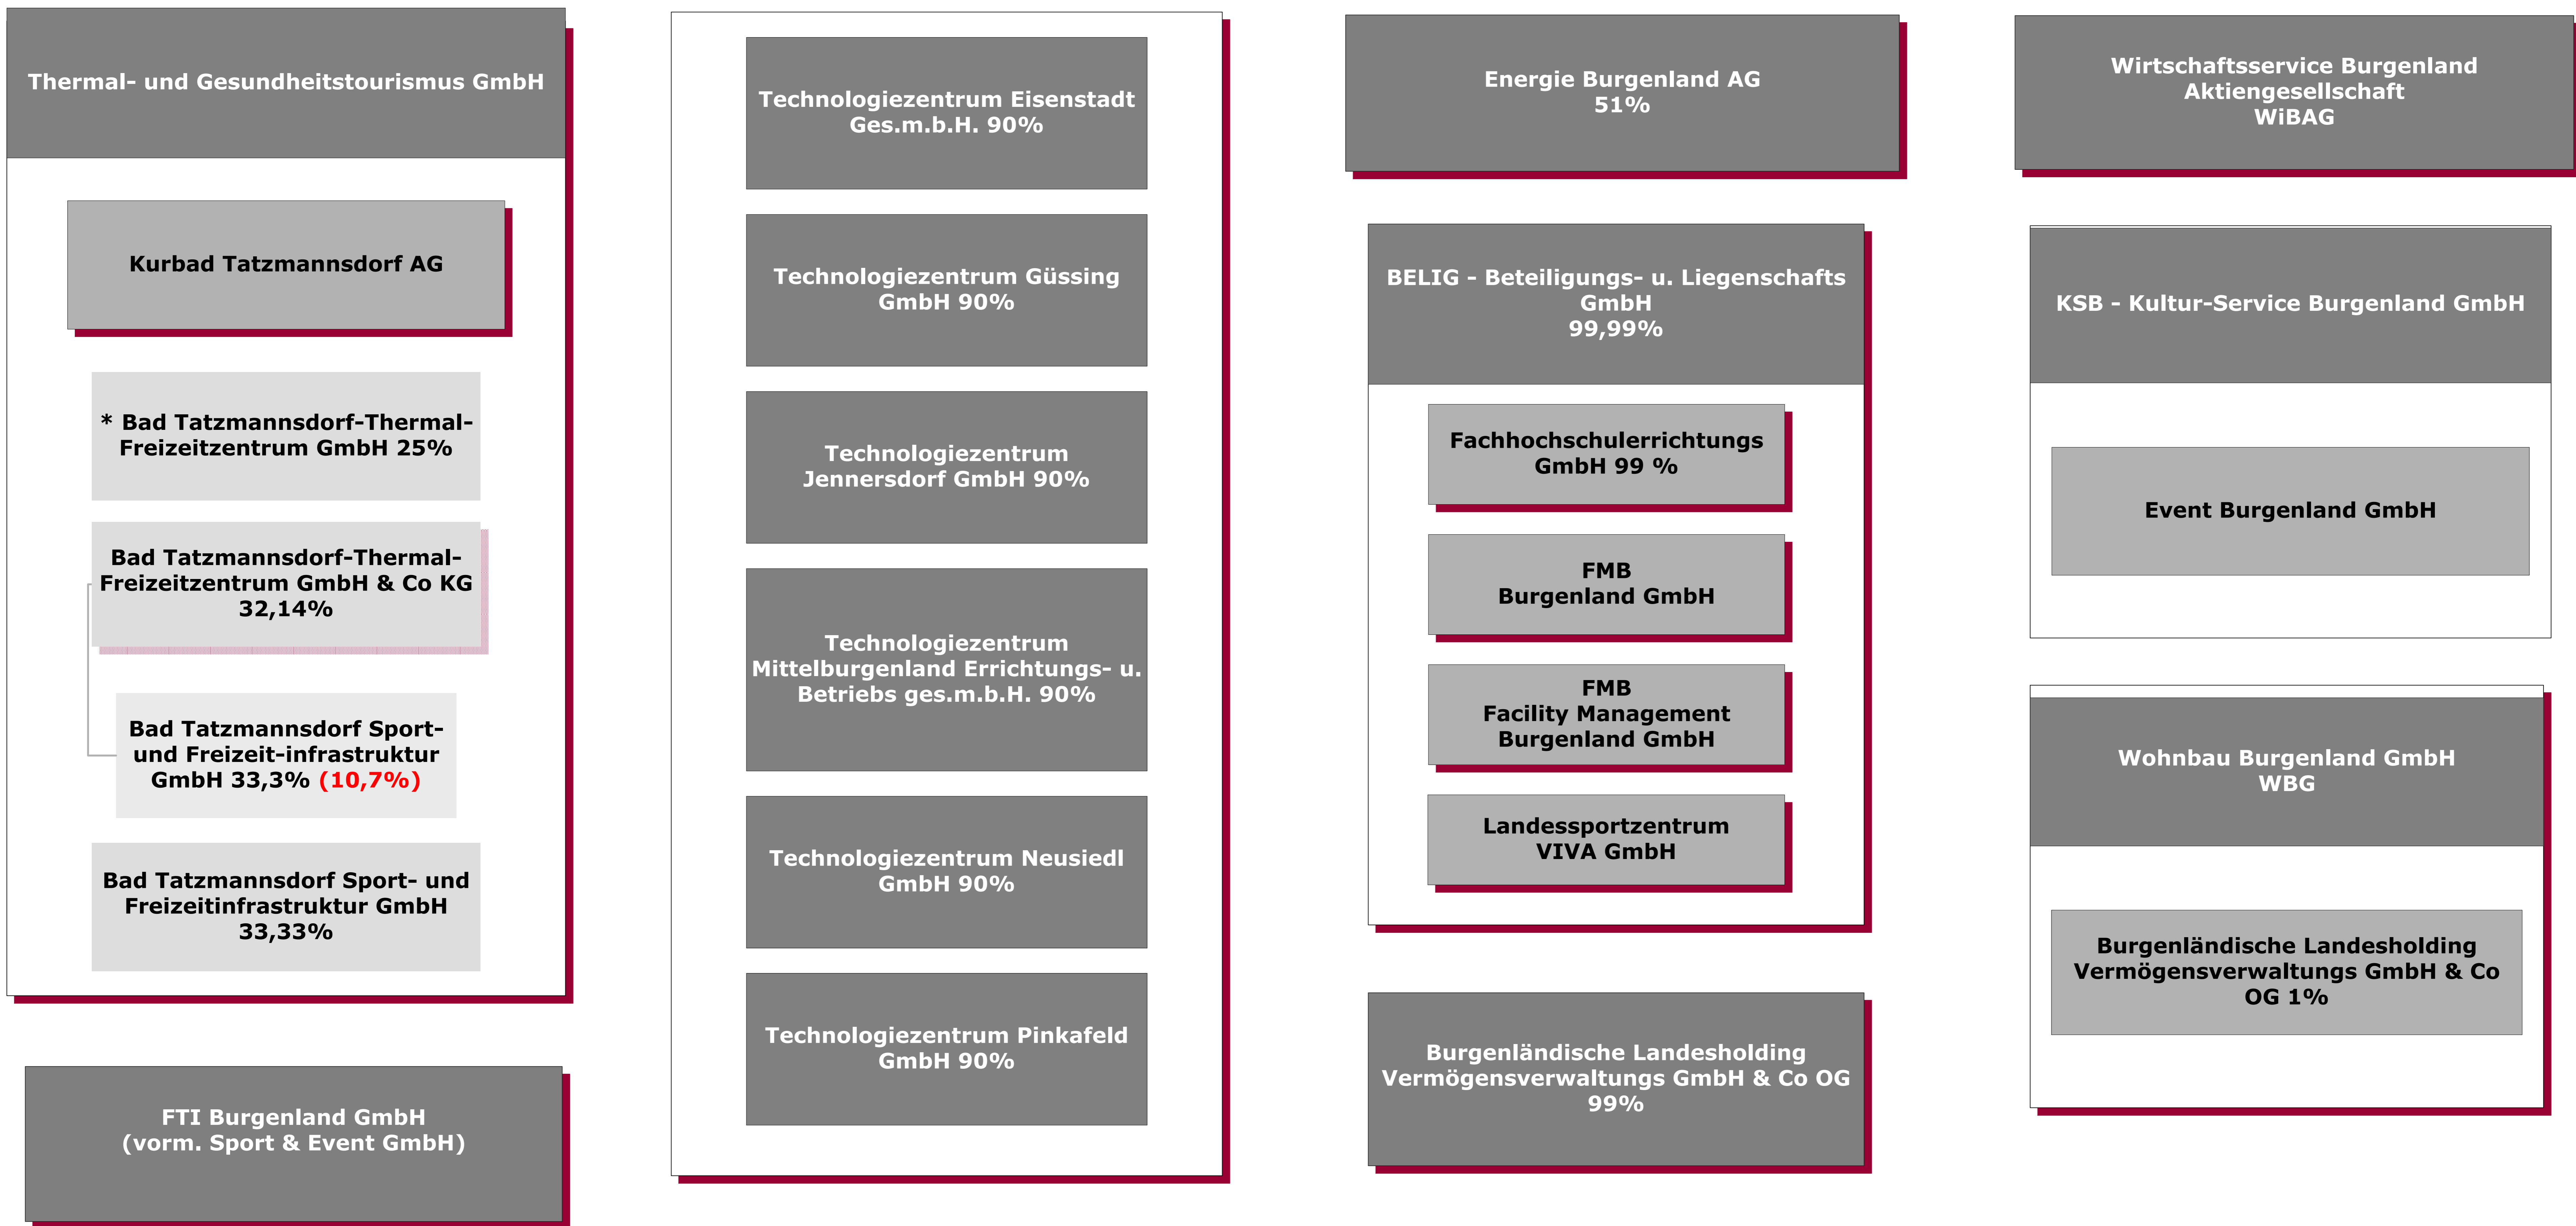 Thermal- und Gesundheitstourismus GmbH
Kurbad Tatzmannsdorf AG
* Bad Tatzmannsdorf-Thermal-
Freizeitzentrum GmbH 25%
Bad Tatzmannsdorf-Thermal-
Freizeitzentrum GmbH & Co KG
32,14%
Bad Tatzmannsdorf Sport-
und Freizeit-infrastruktur
GmbH 33,3% (10,7%)
Bad Tatzmannsdorf Sport- und
Freizeitinfrastruktur GmbH
33,33%
FTI Burgenland GmbH
(vorm. Sport & Event GmbH)
Technologiezentrum Eisenstadt
Ges.m.b.H. 90%
Technologiezentrum Güssing
GmbH 90%
Technologiezentrum
Jennersdorf GmbH 90%
Technologiezentrum
Mittelburgenland Errichtungs- u.
Betriebs ges.m.b.H. 90%
Technologiezentrum Neusiedl
GmbH 90%
Technologiezentrum Pinkafeld
GmbH 90%
Energie Burgenland AG
51%
BELIG - Beteiligungs- u. Liegenschafts
GmbH
99,99%
Fachhochschulerrichtungs
GmbH 99 %
FMB
Burgenland GmbH
FMB
Facility Management
Burgenland GmbH
Landessportzentrum
VIVA GmbH
Burgenländische Landesholding
Vermögensverwaltungs GmbH & Co OG
99%
Wirtschaftsservice Burgenland
Aktiengesellschaft
WiBAG
KSB - Kultur-Service Burgenland GmbH
Event Burgenland GmbH
Wohnbau Burgenland GmbH
WBG
Burgenländische Landesholding
Vermögensverwaltungs GmbH & Co
OG 1%